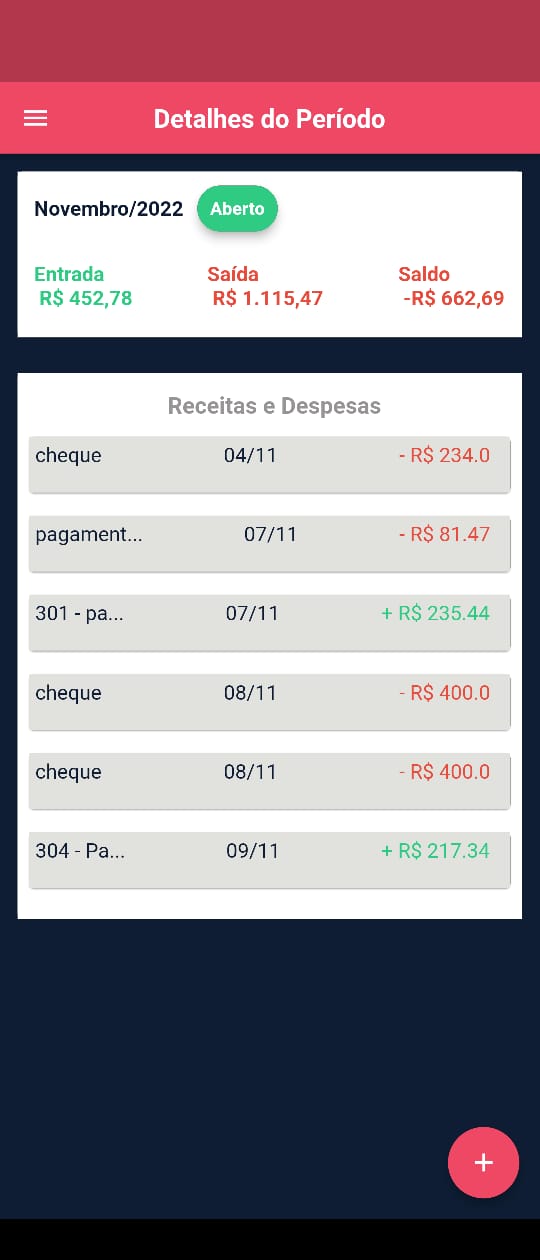 Detalhes do Período
Novembro/2022 Aberto
Entrada Saída Saldo
R$ 452,78 R$ 1.115,47 -R$ 662,69
Receitas e Despesas
cheque 04/11 - R$ 234.0
pagament... 07/11 - R$ 81.47
301 - pa... 07/11 + R$ 235.44
cheque 08/11 - R$ 400.0
cheque 08/11 - R$ 400.0
304 - Pa... 09/11 + R$ 217.34
+